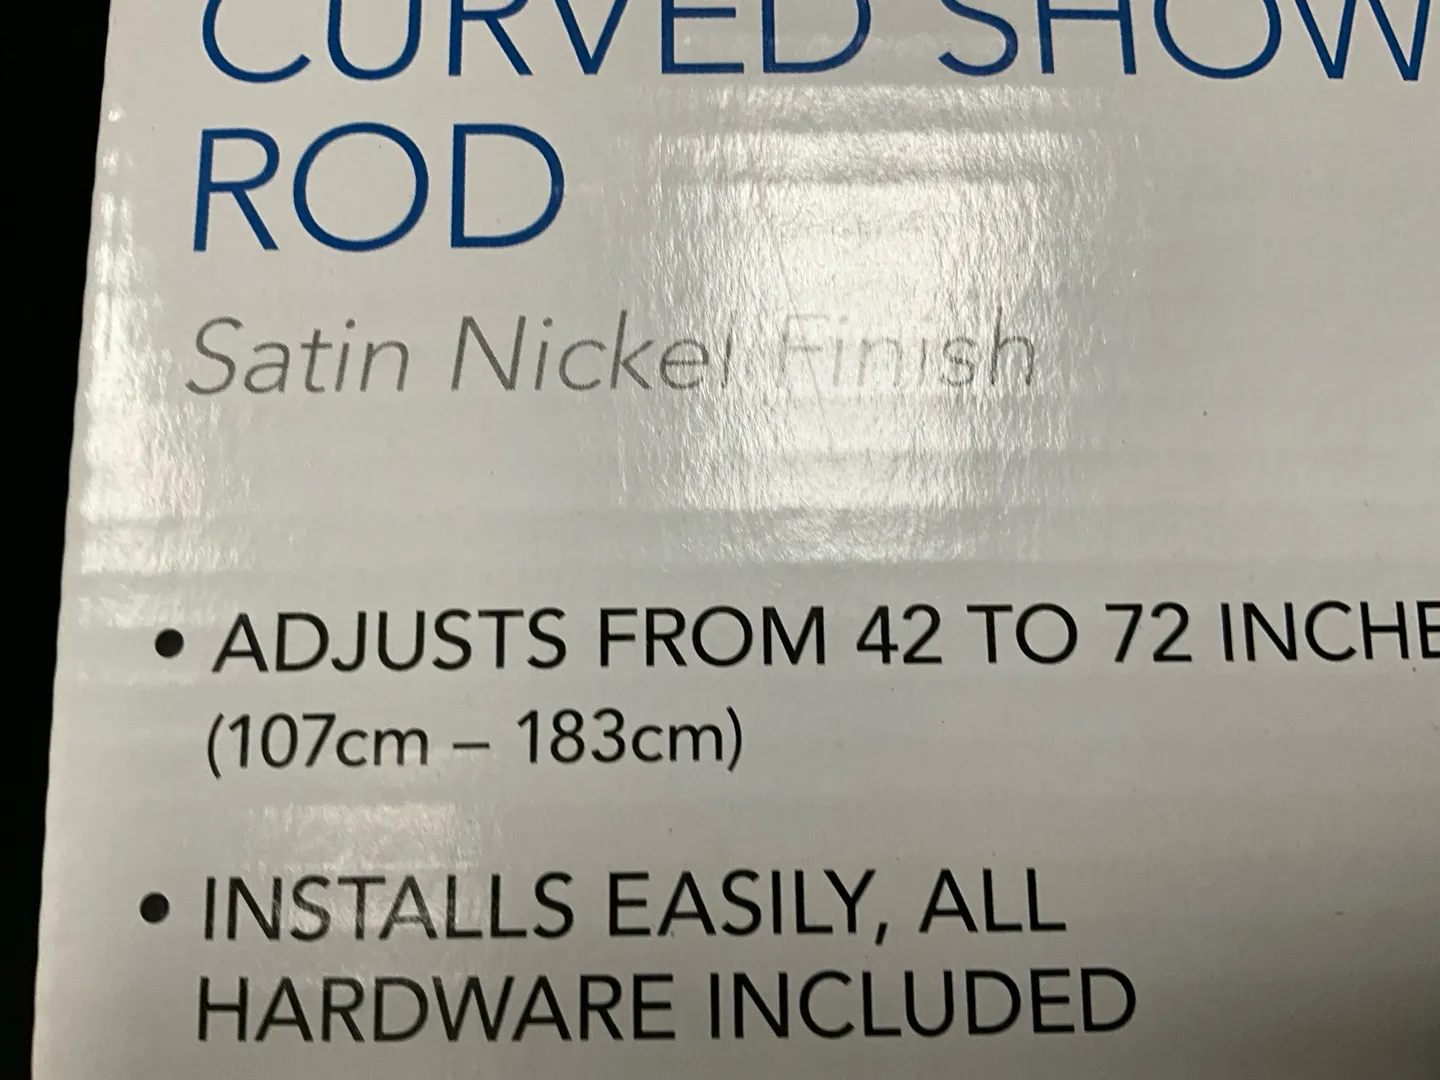 CURVED SHOW
ROD
Satin Nickel Finish
• ADJUSTS FROM 42 TO 72 INCHE
(107cm – 183cm)
• INSTALLS EASILY, ALL
HARDWARE INCLUDED